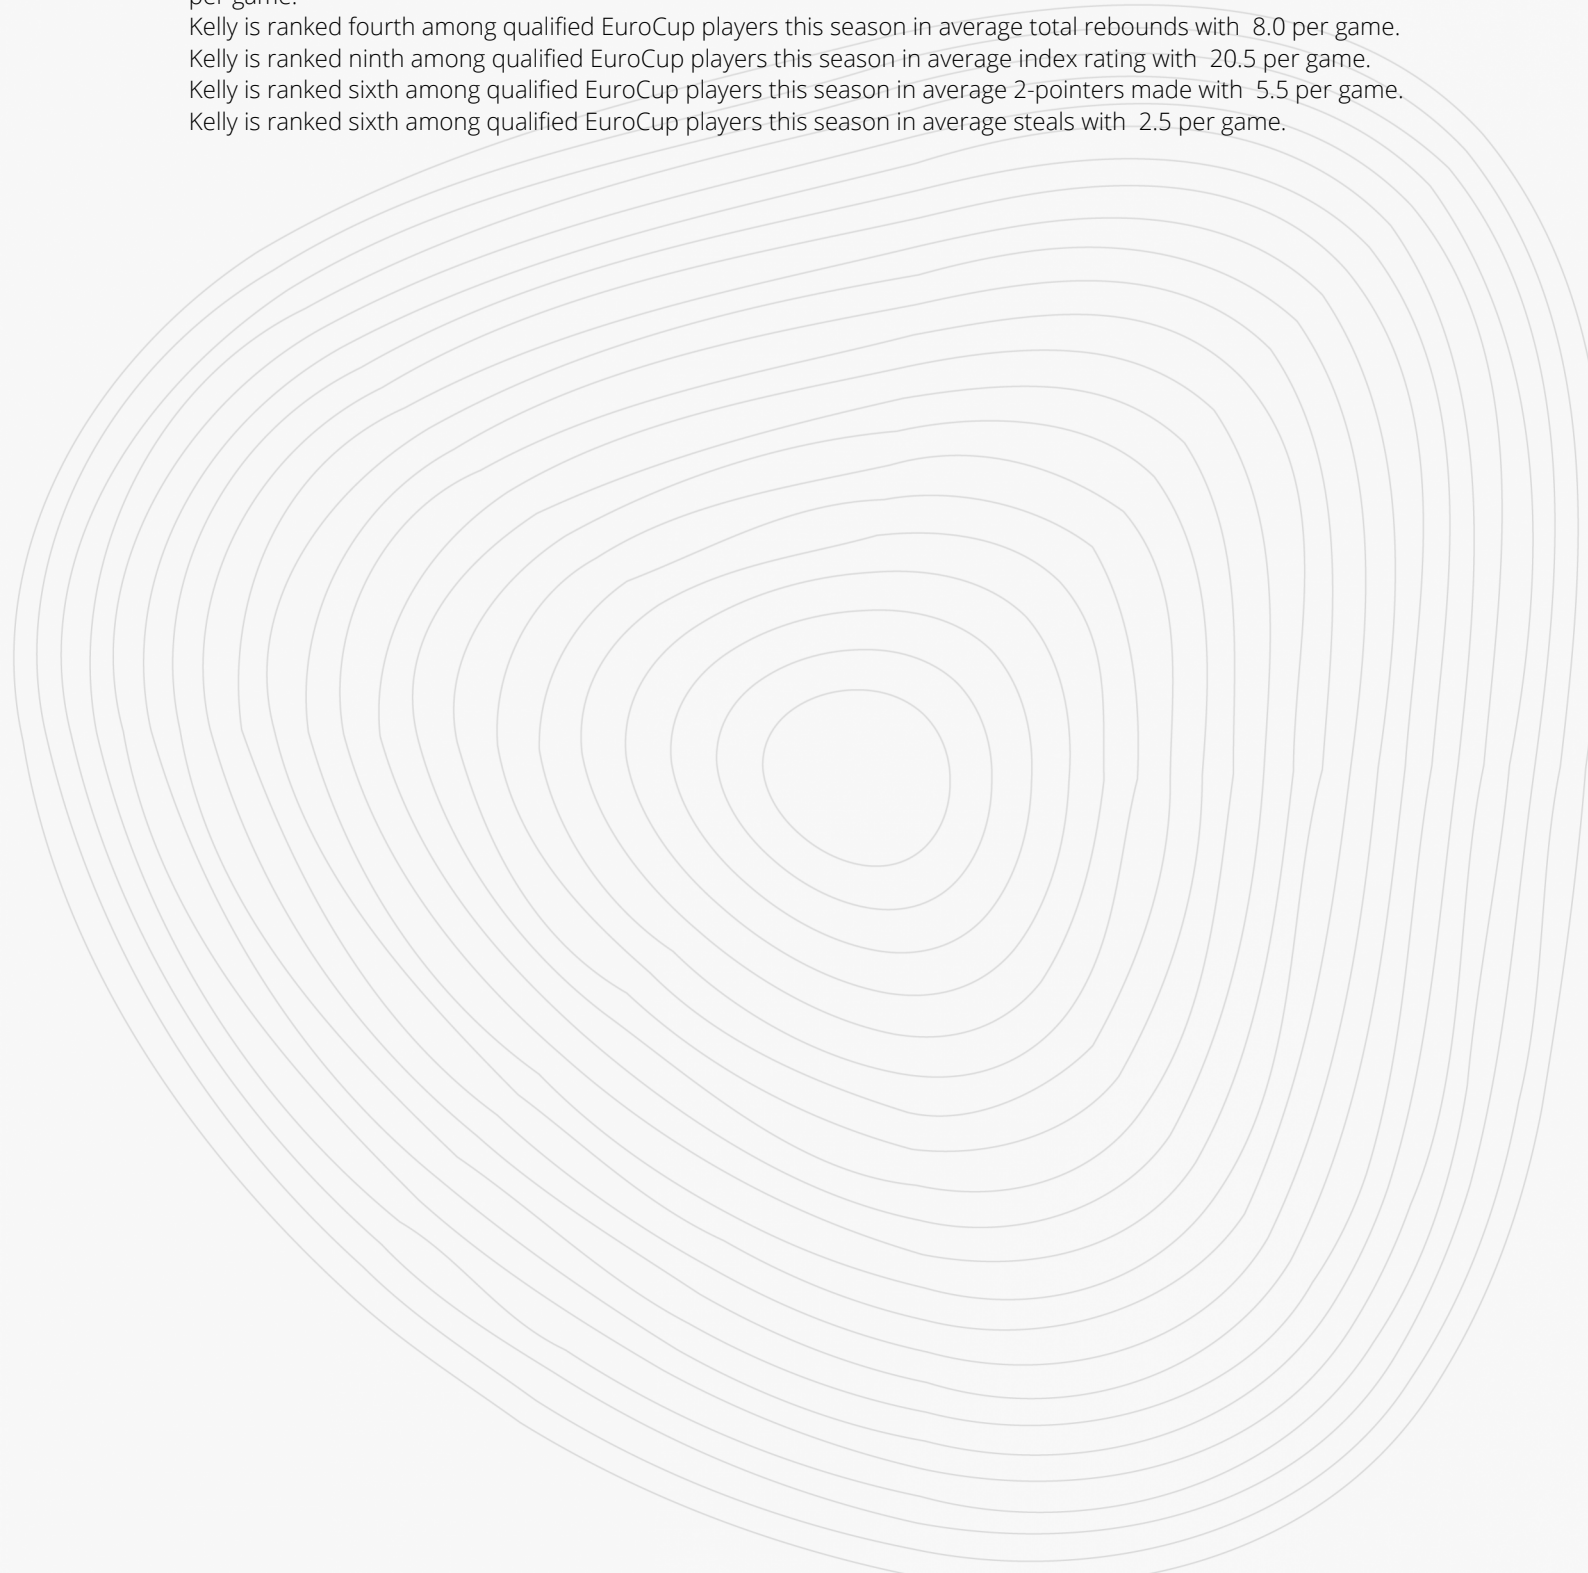 per game.
Kelly is ranked fourth among qualified EuroCup players this season in average total rebounds with  8.0 per game.
Kelly is ranked ninth among qualified EuroCup players this season in average index rating with  20.5 per game.
Kelly is ranked sixth among qualified EuroCup players this season in average 2-pointers made with  5.5 per game.
Kelly is ranked sixth among qualified EuroCup players this season in average steals with  2.5 per game.